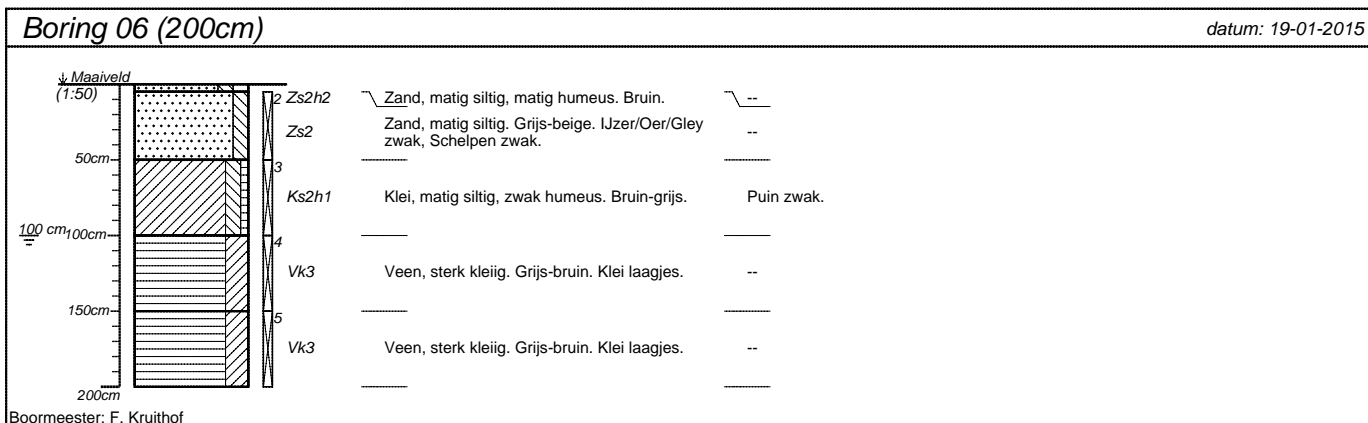 Boring 06 (200cm) datum: 19-01-2015
Maaiveld
(1:50)
2 Zs2h2 Zand, matig siltig, matig humeus. Bruin. --
Zs2 Zand, matig siltig. Grijs-beige. IJzer/Oer/Gley
zwak, Schelpen zwak. --
50cm
3
Ks2h1 Klei, matig siltig, zwak humeus. Bruin-grijs. Puin zwak.
100 cm 100cm
4
Vk3 Veen, sterk kleiig. Grijs-bruin. Klei laagjes. --
150cm
5
Vk3 Veen, sterk kleiig. Grijs-bruin. Klei laagjes. --
200cm
Boormeester: F. Kruithof